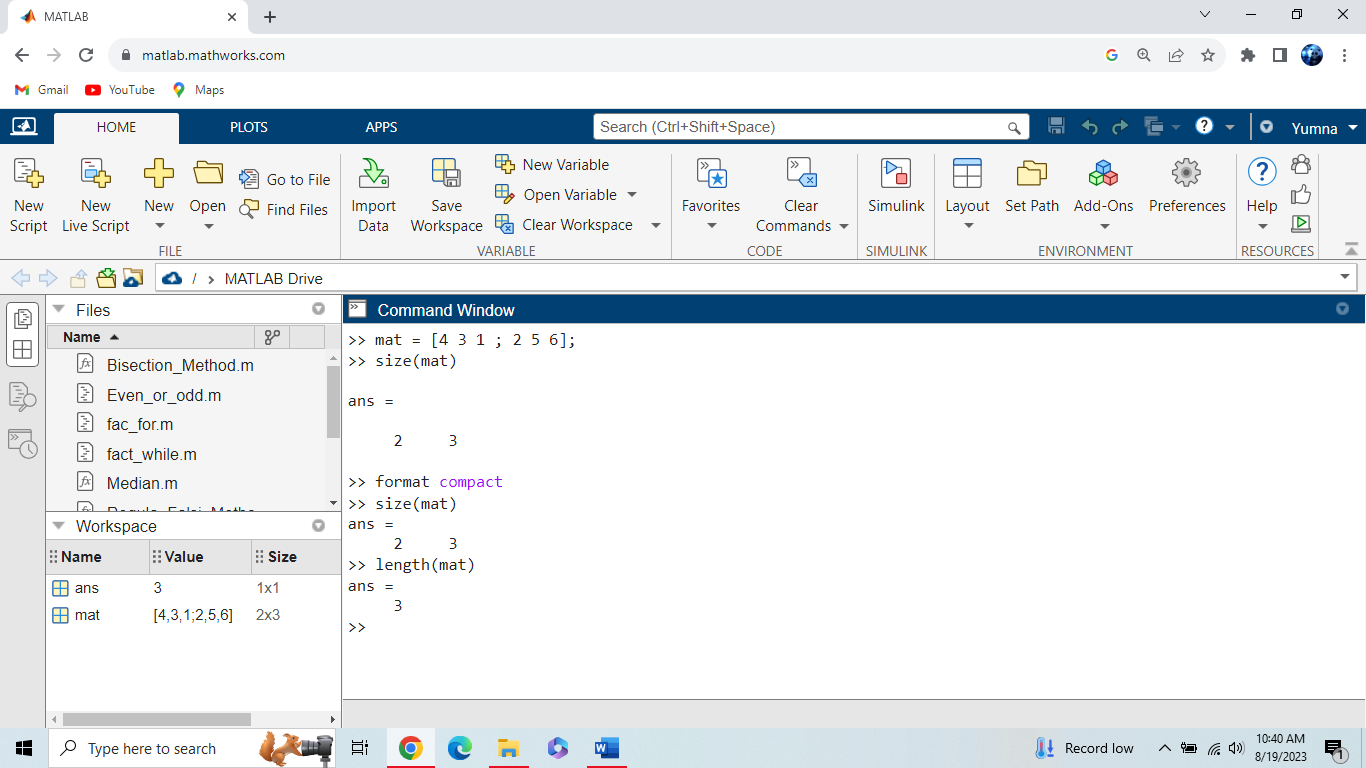 MATLAB
matlab.mathworks.com
Gmail YouTube Maps
HOME PLOTS APPS Search (Ctrl+Shift+Space) Yumna
New Script
New Live Script
New
Open
Go to File
Find Files
FILE
Import Data
Save Workspace
New Variable
Open Variable
Clear Workspace
VARIABLE
Favorites
Clear Commands
CODE
Simulink
SIMULINK
Layout
Set Path
Add-Ons
Preferences
ENVIRONMENT
Help
RESOURCES
/ > MATLAB Drive
Files
Name
Bisection_Method.m
Even_or_odd.m
fac_for.m
fact_while.m
Median.m
Workspace
Name Value Size
ans 3 1x1
mat [4,3,1;2,5,6] 2x3
Command Window
>> mat = [4 3 1 ; 2 5 6];
>> size(mat)
ans =
2 3
>> format compact
>> size(mat)
ans =
2 3
>> length(mat)
ans =
3
>>
Type here to search
Record low
10:40 AM
8/19/2023
1